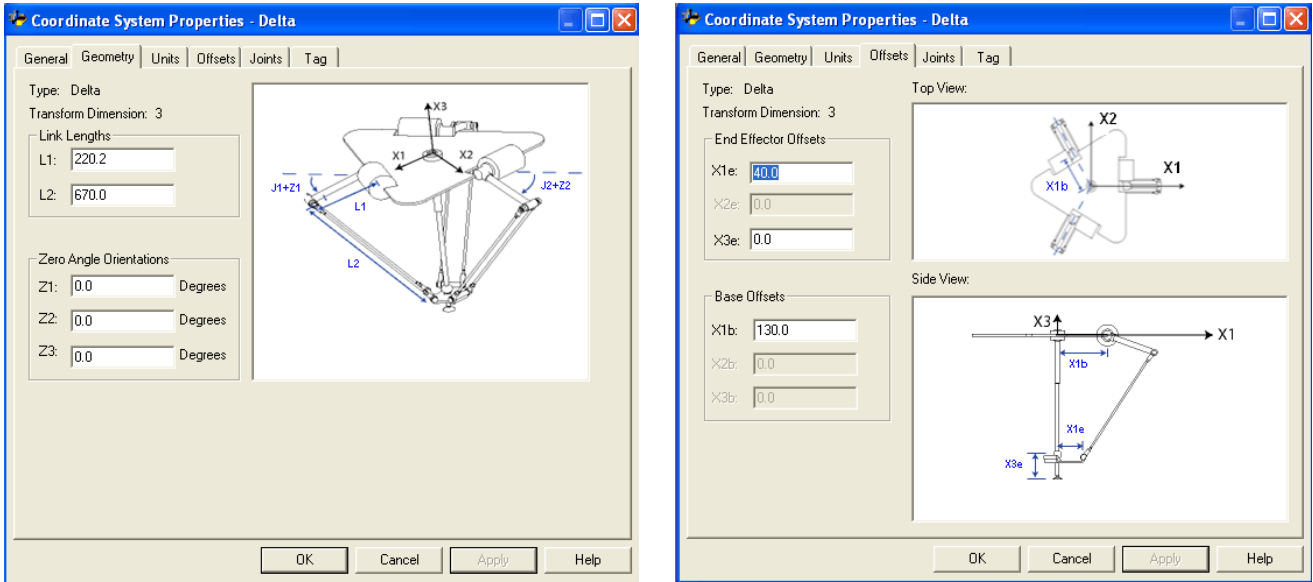 Coordinate System Properties - Delta
General Geometry Units Offsets Joints Tag
Type: Delta
Transform Dimension: 3
Link Lengths
L1: 220.2
L2: 670.0
Zero Angle Orientations
Z1: 0.0 Degrees
Z2: 0.0 Degrees
Z3: 0.0 Degrees
X3
X1 X2
J1+Z1 J2+Z2
L1
L2
OK Cancel Apply Help
Coordinate System Properties - Delta
General Geometry Units Offsets Joints Tag
Type: Delta
Transform Dimension: 3
End Effector Offsets
X1e: 40.0
X2e: 0.0
X3e: 0.0
Base Offsets
X1b: 130.0
X2b: 0.0
X3b: 0.0
Top View:
X2
X1
X1b
Side View:
X3
X1
X1b
X1e
X3e
OK Cancel Apply Help